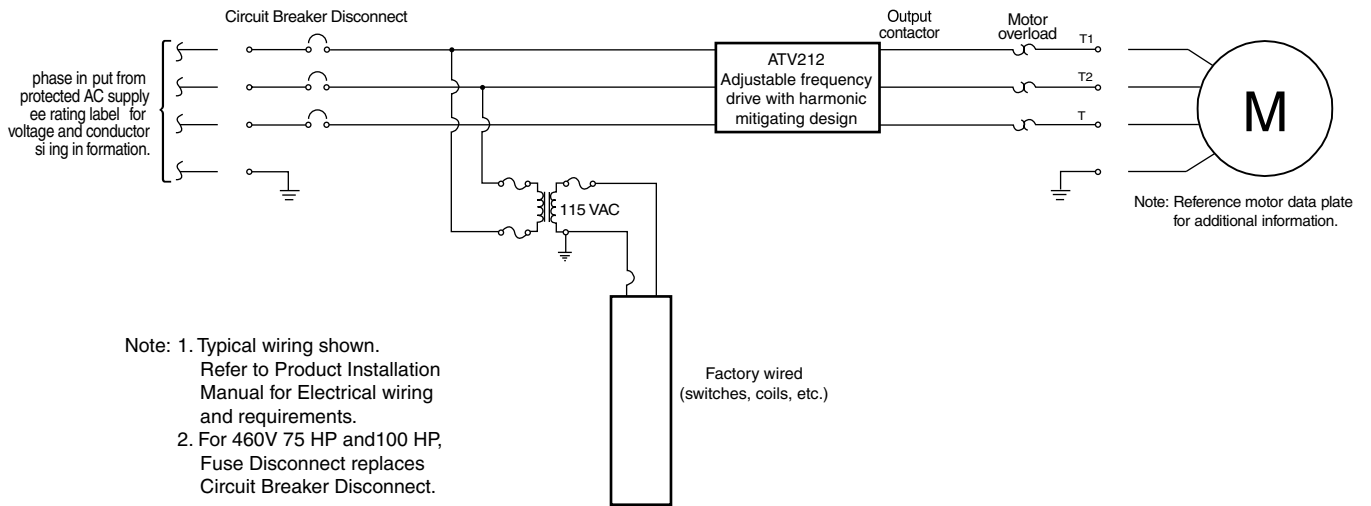 Circuit Breaker Disconnect
phase in put from
protected AC supply
ee rating label for
voltage and conductor
si ing in formation.
ATV212
Adjustable frequency
drive with harmonic
mitigating design
Output
contactor
Motor
overload
T1
T2
T
M
Note: Reference motor data plate
for additional information.
115 VAC
Factory wired
(switches, coils, etc.)
Note: 1. Typical wiring shown.
Refer to Product Installation
Manual for Electrical wiring
and requirements.
2. For 460V 75 HP and100 HP,
Fuse Disconnect replaces
Circuit Breaker Disconnect.